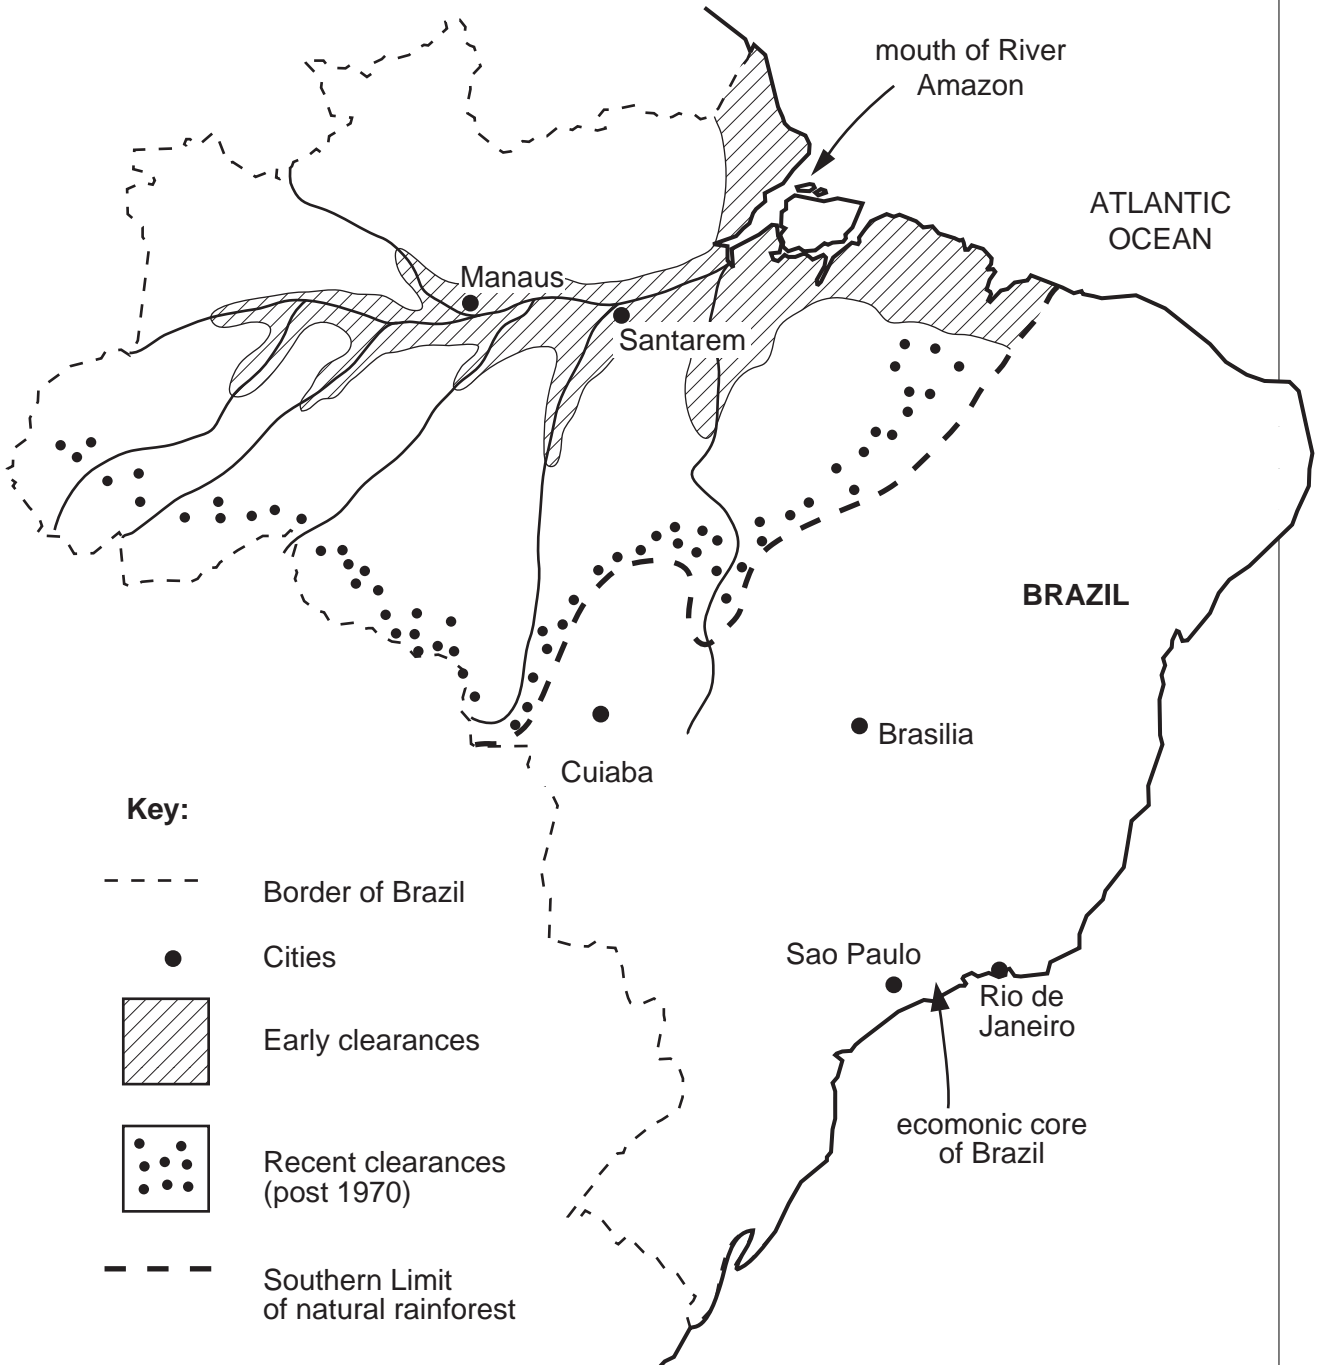 mouth of River
Amazon
ATLANTIC
OCEAN
Manaus
Santarem
BRAZIL
Brasilia
Cuiaba
Key:
Border of Brazil
Cities
Early clearances
Recent clearances
(post 1970)
Southern Limit
of natural rainforest
Sao Paulo
Rio de
Janeiro
ecomonic core
of Brazil